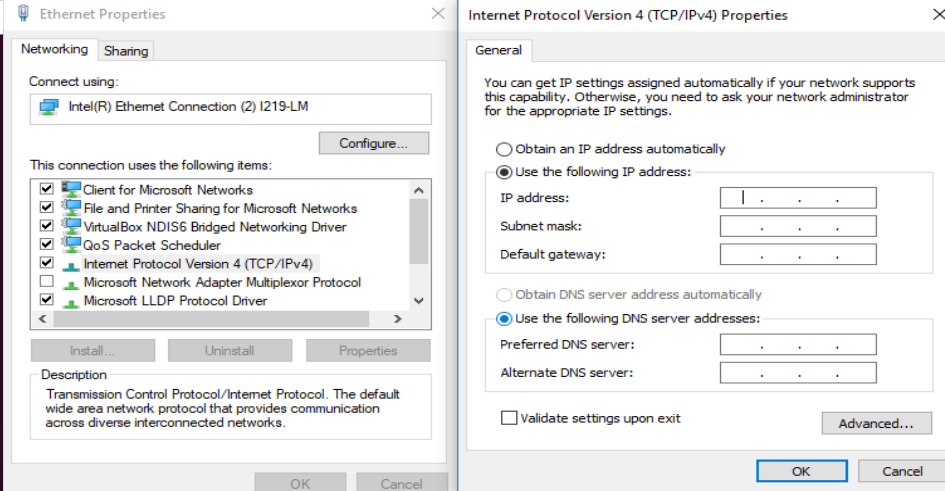 Ethernet Properties
Networking
Sharing
Connect using:
Intel(R) Ethernet Connection (2) I219-LM
Configure...
This connection uses the following items:
Client for Microsoft Networks
File and Printer Sharing for Microsoft Networks
VirtualBox NDIS6 Bridged Networking Driver
QoS Packet Scheduler
Internet Protocol Version 4 (TCP/IPv4)
Microsoft Network Adapter Multiplexor Protocol
Microsoft LLDP Protocol Driver
Install...
Uninstall
Properties
Description
Transmission Control Protocol/Internet Protocol. The default
wide area network protocol that provides communication
across diverse interconnected networks.
OK
Cancel
Internet Protocol Version 4 (TCP/IPv4) Properties
General
You can get IP settings assigned automatically if your network supports
this capability. Otherwise, you need to ask your network administrator
for the appropriate IP settings.
Obtain an IP address automatically
Use the following IP address:
IP address:
Subnet mask:
Default gateway:
Obtain DNS server address automatically
Use the following DNS server addresses:
Preferred DNS server:
Alternate DNS server:
Validate settings upon exit
Advanced...
OK
Cancel